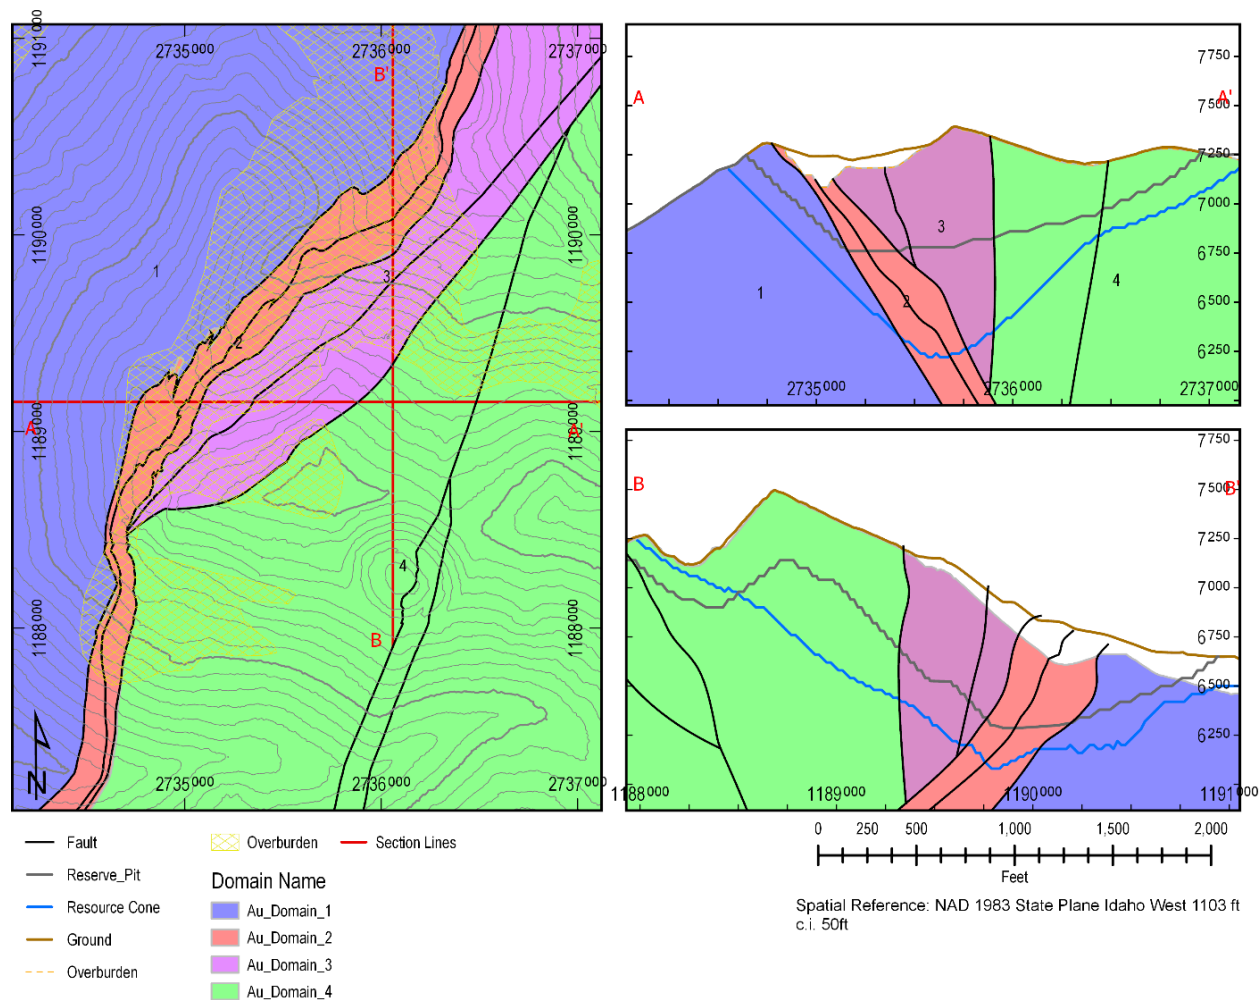 1191000
2735000
2736000
2737000
B'
1190000
1190000
1
3
2
A
A'
1189000
1189000
4
B
1188000
1188000
N
2735000
2736000
2737000
A
A'
7750
7500
7250
7000
6750
6500
6250
1
2
3
4
2735000
2736000
2737000
B
B'
7750
7500
7250
7000
6750
6500
6250
1188000
1189000
1190000
1191000
0 250 500 1,000 1,500 2,000
Feet
Spatial Reference: NAD 1983 State Plane Idaho West 1103 ft
c.i. 50ft
Fault
Reserve_Pit
Resource Cone
Ground
Overburden
Overburden
Section Lines
Domain Name
Au_Domain_1
Au_Domain_2
Au_Domain_3
Au_Domain_4